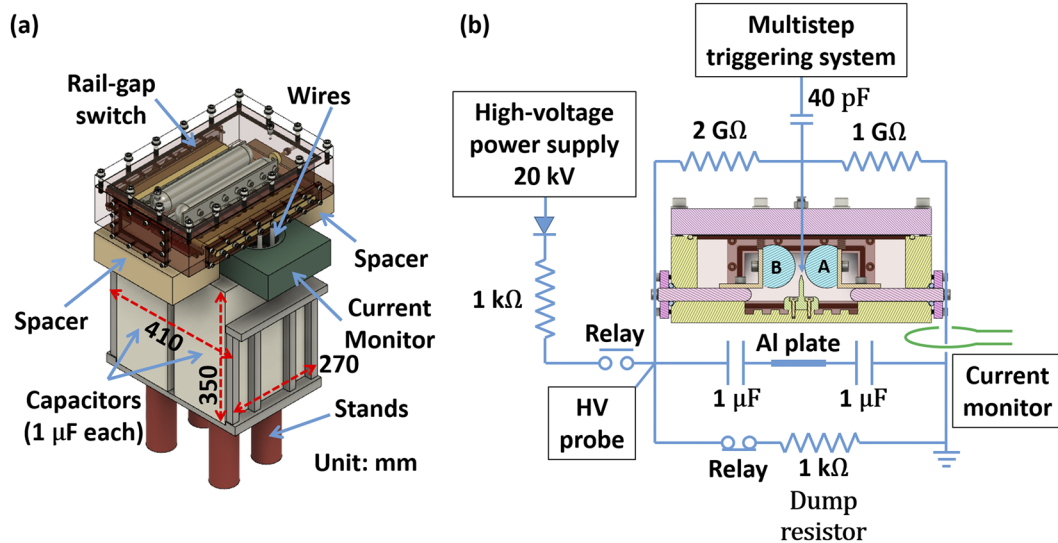 (a)
Rail-gap
switch
Wires
Spacer
Spacer
Current
Monitor
410
350
270
Capacitors
(1 μF each)
Stands
Unit: mm
(b)
Multistep
triggering system
40 pF
High-voltage
power supply
20 kV
2 GΩ
1 GΩ
B
A
1 kΩ
Relay
Al plate
1 μF
1 μF
Current
monitor
HV
probe
Relay
1 kΩ
Dump
resistor